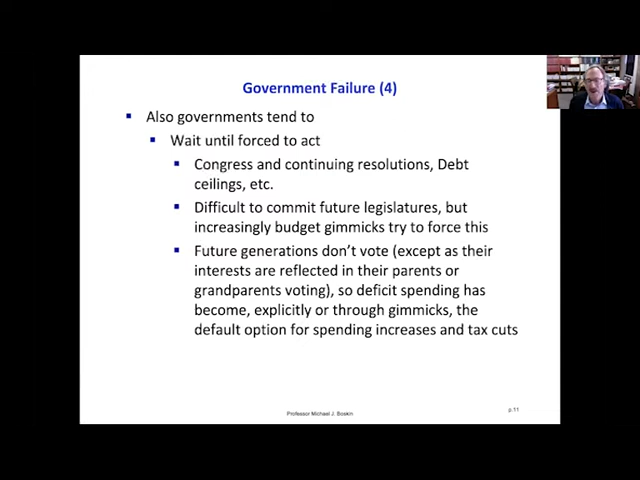 Government Failure (4)
Also governments tend to
Wait until forced to act
Congress and continuing resolutions, Debt
ceilings, etc.
Difficult to commit future legislatures, but
increasingly budget gimmicks try to force this
Future generations don't vote (except as their
interests are reflected in their parents or
grandparents voting), so deficit spending has
become, explicitly or through gimmicks, the
default option for spending increases and tax cuts
Professor Michael J. Boskin
p.11